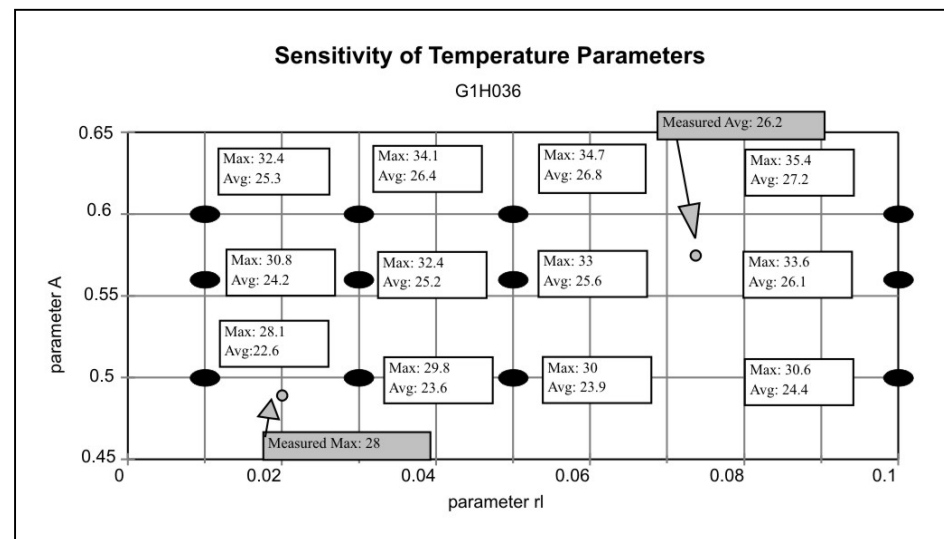 Sensitivity of Temperature Parameters
G1H036
0.65
Measured Avg: 26.2
Max: 32.4
Avg: 25.3
Max: 34.1
Avg: 26.4
Max: 34.7
Avg: 26.8
Max: 35.4
Avg: 27.2
0.6
Max: 30.8
Avg: 24.2
Max: 32.4
Avg: 25.2
Max: 33
Avg: 25.6
Max: 33.6
Avg: 26.1
0.55
parameter A
Max: 28.1
Avg:22.6
Max: 29.8
Avg: 23.6
Max: 30
Avg: 23.9
Max: 30.6
Avg: 24.4
0.5
Measured Max: 28
0.45
0 0.02 0.04 0.06 0.08 0.1
parameter rl